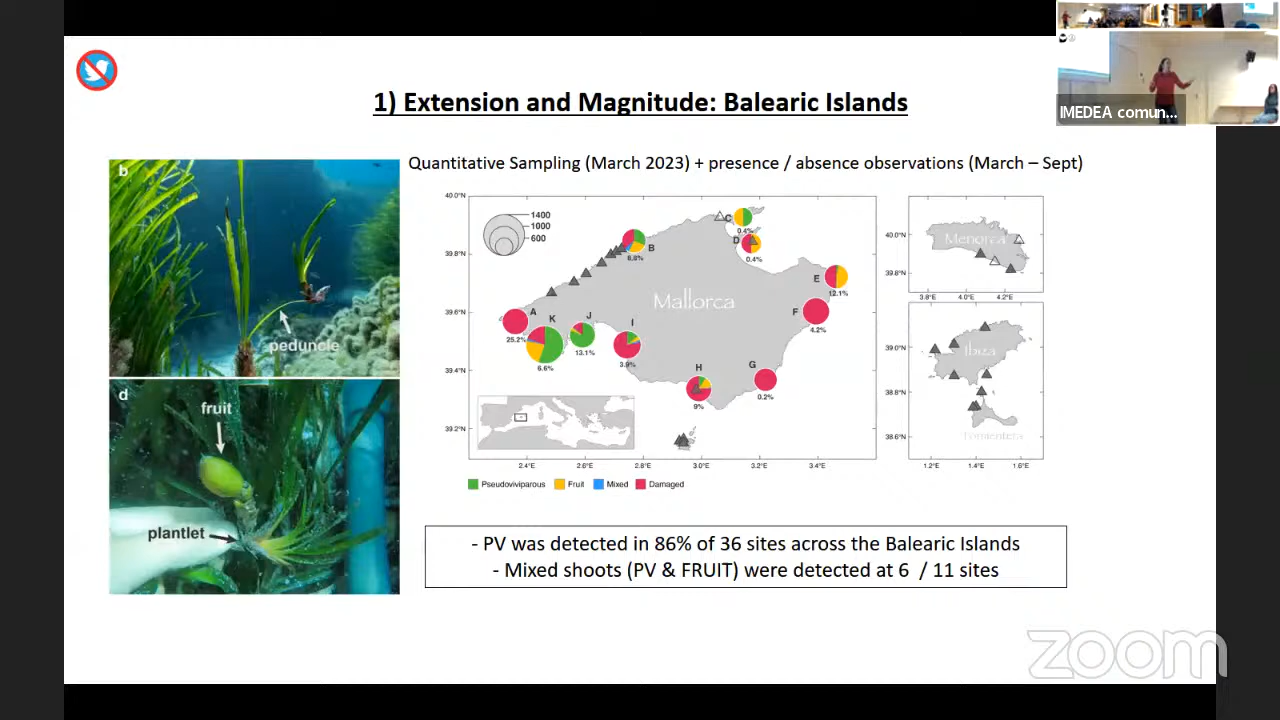 IMEDEA comun...
1) Extension and Magnitude: Balearic Islands
Quantitative Sampling (March 2023) + presence / absence observations (March – Sept)
b
peduncle
d
fruit
plantlet
40.0°N
39.8°N
39.6°N
39.4°N
39.2°N
1400
1000
600
C
0.4%
D
0.4%
B
8.8%
Mallorca
E
12.1%
F
4.2%
A
25.2%
K
6.6%
J
13.1%
I
3.9%
H
9%
G
0.2%
2.4°E 2.6°E 2.8°E 3.0°E 3.2°E 3.4°E
Pseudoviviparous Fruit Mixed Damaged
40.0°N
39.8°N
Menorca
3.8°E 4.0°E 4.2°E
39.0°N
38.8°N
38.6°N
Ibiza
Formentera
1.2°E 1.4°E 1.6°E
- PV was detected in 86% of 36 sites across the Balearic Islands
- Mixed shoots (PV & FRUIT) were detected at 6 / 11 sites
zoom